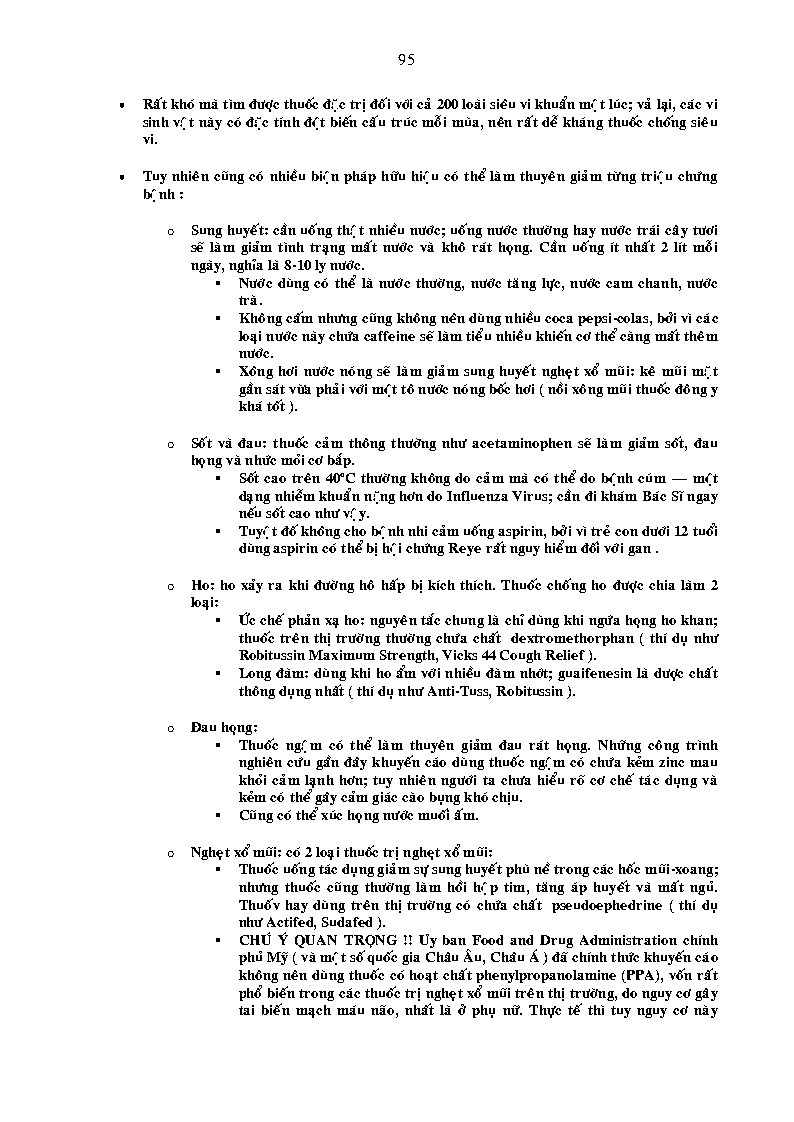 95
• Rất khó mà tìm được thuốc đặc trị đối với cả 200 loài siêu vi khuẩn một lúc; vả lại, các vi
sinh vật này có đặc tính đột biến cấu trúc mỗi mùa, nên rất dễ kháng thuốc chống siêu
vi.
• Tuy nhiên cũng có nhiều biện pháp hữu hiệu có thể làm thuyên giảm từng triệu chứng
bệnh :
o Sung huyết: cần uống thật nhiều nước; uống nước thường hay nước trái cây tươi
sẽ làm giảm tình trạng mất nước và khô rát họng. Cần uống ít nhất 2 lít mỗi
ngày, nghĩa là 8-10 ly nước.
▪ Nước dùng có thể là nước thường, nước tăng lực, nước cam chanh, nước
trà.
▪ Không cấm nhưng cũng không nên dùng nhiều coca pepsi-colas, bởi vì các
loại nước này chứa caffeine sẽ làm tiểu nhiều khiến cơ thể càng mất thêm
nước.
▪ Xông hơi nước nóng sẽ làm giảm sung huyết nghẹt xổ mũi: kê mũi mặt
gần sát vừa phải với một tô nước nóng bốc hơi ( nồi xông mũi thuốc đông y
khá tốt ).
o Sốt và đau: thuốc cảm thông thường như acetaminophen sẽ làm giảm sốt, đau
họng và nhức mỏi cơ bắp.
▪ Sốt cao trên 40ºC thường không do cảm mà có thể do bệnh cúm — một
dạng nhiễm khuẩn nặng hơn do Influenza Virus; cần đi khám Bác Sĩ ngay
nếu sốt cao như vậy.
▪ Tuyệt đố không cho bệnh nhi cảm uống aspirin, bởi vì trẻ con dưới 12 tuổi
dùng aspirin có thể bị hội chứng Reye rất nguy hiểm đối với gan .
o Ho: ho xảy ra khi đường hô hấp bị kích thích. Thuốc chống ho được chia làm 2
loại:
▪ Ức chế phản xạ ho: nguyên tắc chung là chỉ dùng khi ngứa họng ho khan;
thuốc trên thị trường thường chứa chất dextromethorphan ( thí dụ như
Robitussin Maximum Strength, Vicks 44 Cough Relief ).
▪ Long đàm: dùng khi ho ẩm với nhiều đàm nhớt; guaifenesin là dược chất
thông dụng nhất ( thí dụ như Anti-Tuss, Robitussin ).
o Đau họng:
▪ Thuốc ngậm có thể làm thuyên giảm đau rát họng. Những công trình
nghiên cứu gần đây khuyến cáo dùng thuốc ngậm có chứa kẽm zinc mau
khỏi cảm lạnh hơn; tuy nhiên người ta chưa hiểu rõ cơ chế tác dụng và
kẽm có thể gây cảm giác cào bụng khó chịu.
▪ Cũng có thể xúc họng nước muối ấm.
o Nghẹt xổ mũi: có 2 loại thuốc trị nghẹt xổ mũi:
▪ Thuốc uống tác dụng giảm sự sung huyết phù nề trong các hốc mũi-xoang;
nhưng thuốc cũng thường làm hồi hộp tim, tăng áp huyết và mất ngủ.
Thuốv hay dùng trên thị trường có chứa chất pseudoephedrine ( thí dụ
như Actifed, Sudafed ).
▪ CHÚ Ý QUAN TRỌNG !! Uỷ ban Food and Drug Administration chính
phủ Mỹ ( và một số quốc gia Châu Âu, Châu Á ) đã chính thức khuyến cáo
không nên dùng thuốc có hoạt chất phenylpropanolamine (PPA), vốn rất
phổ biến trong các thuốc trị nghẹt xổ mũi trên thị trường, do nguy cơ gây
tai biến mạch máu não, nhất là ở phụ nữ. Thực tế thì tuy nguy cơ này